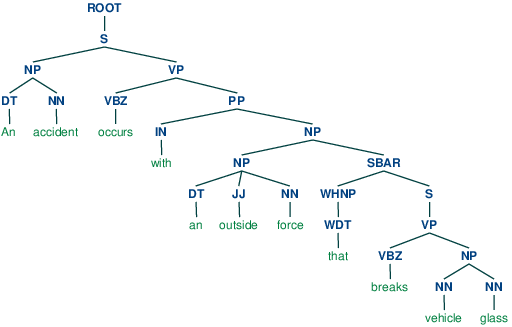 ROOT
S
NP VP
DT NN VBZ PP
An accident occurs IN NP
with NP SBAR
DT JJ NN WHNP S
an outside force WDT VP
that VBZ NP
breaks NN NN
vehicle glass